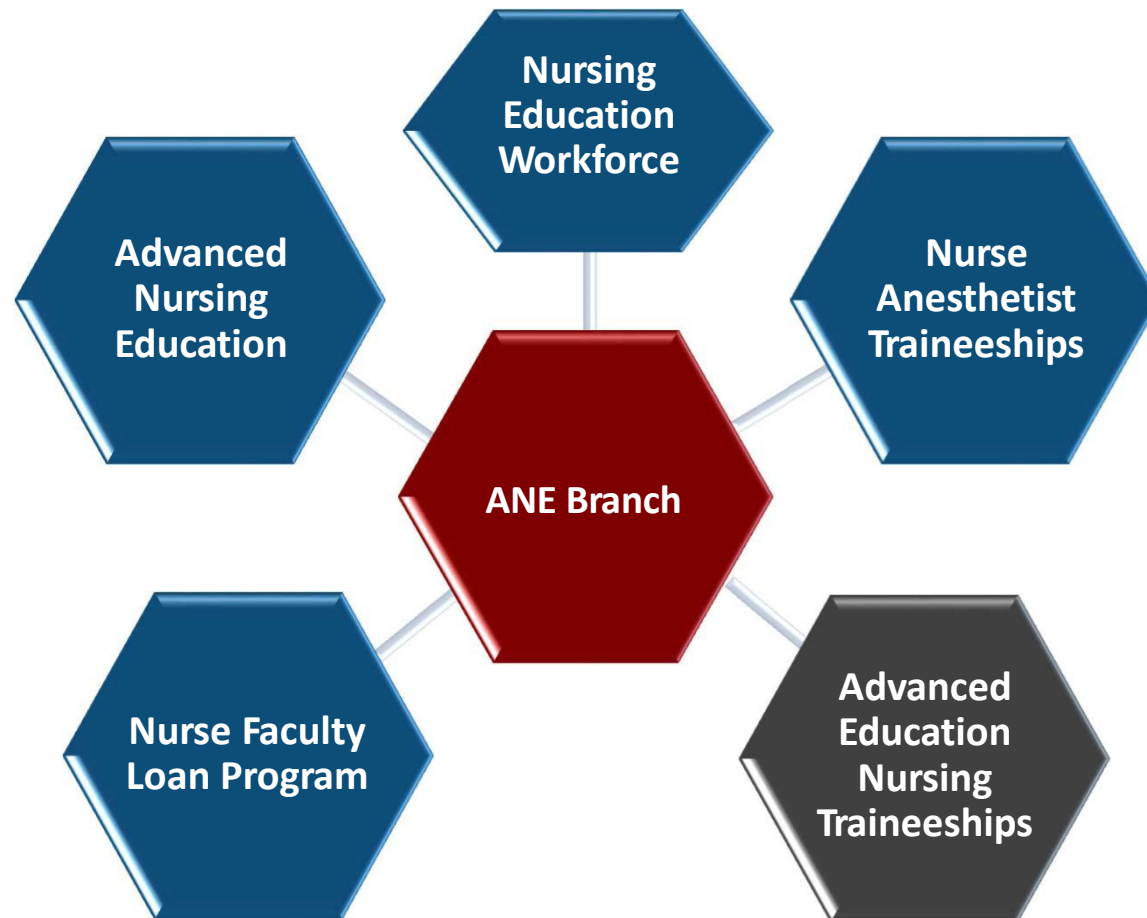 Nursing
Education
Workforce
Advanced
Nursing
Education
Nurse
Anesthetist
Traineeships
ANE Branch
Nurse Faculty
Loan Program
Advanced
Education
Nursing
Traineeships